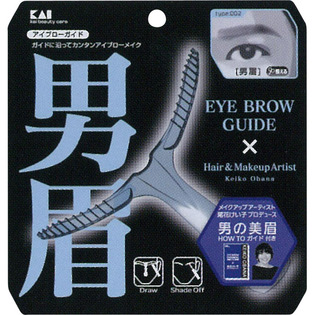 KAI
kai beauty care
Type.002
アイブローガイド
ガイドに沿ってカンタンアイブローメイク
[男眉]
男眉
EYE BROW
GUIDE
×
Hair & Makeup Artist
Keiko Obana
メイクアップアーティスト
尾花けい子プロデュース
男の美眉
HOW TO ガイド付き
KEIKO OBANA
Draw
Shade Off